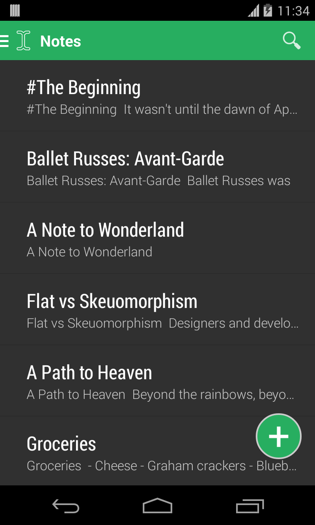 11:34
Notes
#The Beginning
#The Beginning It wasn't until the dawn of Ap...
Ballet Russes: Avant-Garde
Ballet Russes: Avant-Garde Ballet Russes was
A Note to Wonderland
A Note to Wonderland
Flat vs Skeuomorphism
Flat vs Skeuomorphism Designers and develo...
A Path to Heaven
A Path to Heaven Beyond the rainbows, beyo...
Groceries
Groceries - Cheese - Graham crackers - Blueb...